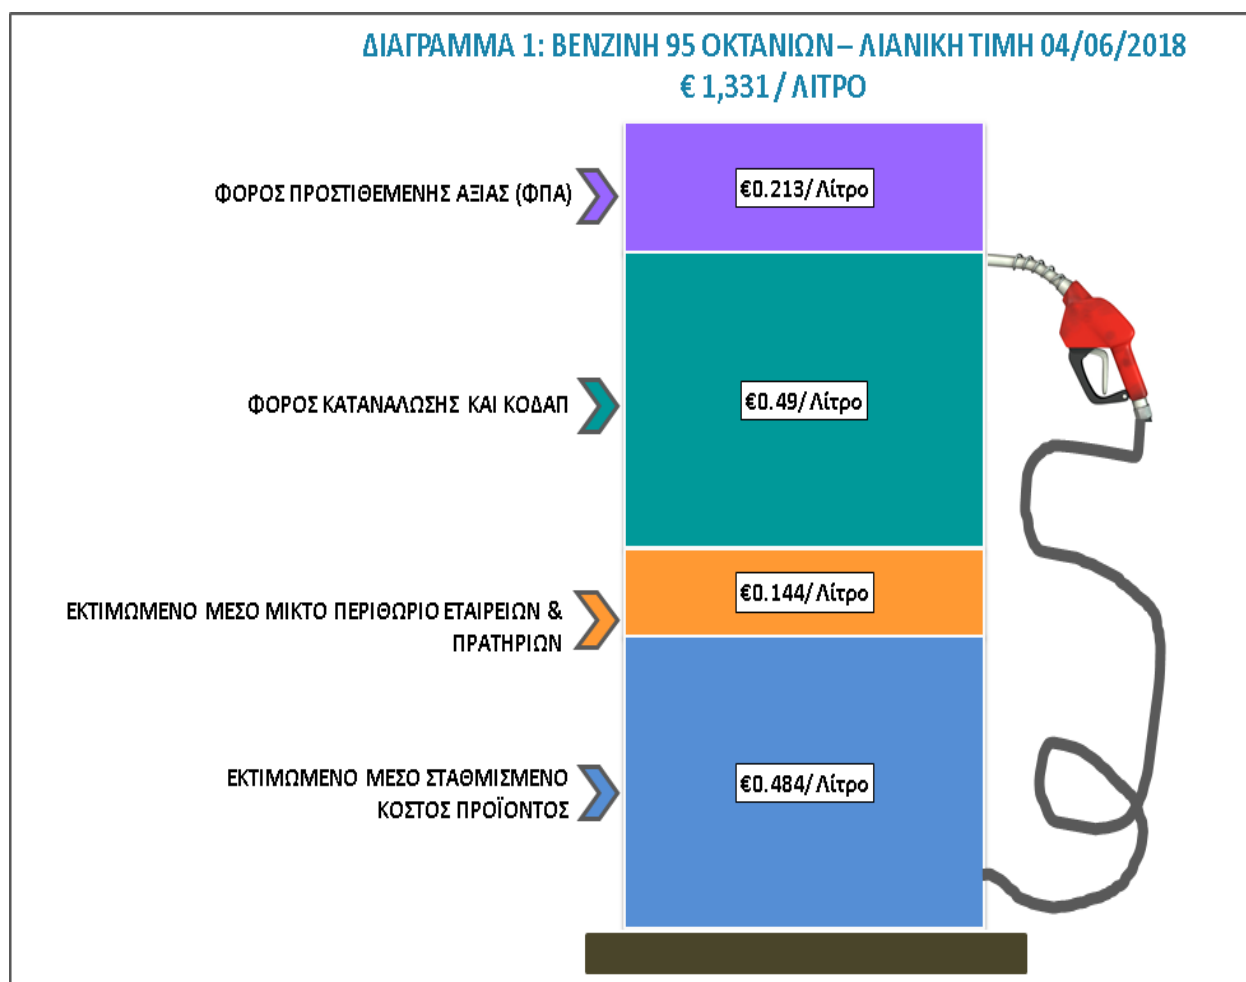 ΔΙΑΓΡΑΜΜΑ 1: ΒΕΝΖΙΝΗ 95 ΟΚΤΑΝΙΩΝ – ΛΙΑΝΙΚΗ ΤΙΜΗ 04/06/2018
€ 1,331 / ΛΙΤΡΟ
ΦΟΡΟΣ ΠΡΟΣΤΙΘΕΜΕΝΗΣ ΑΞΙΑΣ (ΦΠΑ)
€0.213/ Λίτρο
ΦΟΡΟΣ ΚΑΤΑΝΑΛΩΣΗΣ ΚΑΙ ΚΟΔΑΠ
€0.49/ Λίτρο
ΕΚΤΙΜΩΜΕΝΟ ΜΕΣΟ ΜΙΚΤΟ ΠΕΡΙΘΩΡΙΟ ΕΤΑΙΡΕΙΩΝ &
ΠΡΑΤΗΡΙΩΝ
€0.144/ Λίτρο
ΕΚΤΙΜΩΜΕΝΟ ΜΕΣΟ ΣΤΑΘΜΙΣΜΕΝΟ
ΚΟΣΤΟΣ ΠΡΟΪΟΝΤΟΣ
€0.484/ Λίτρο